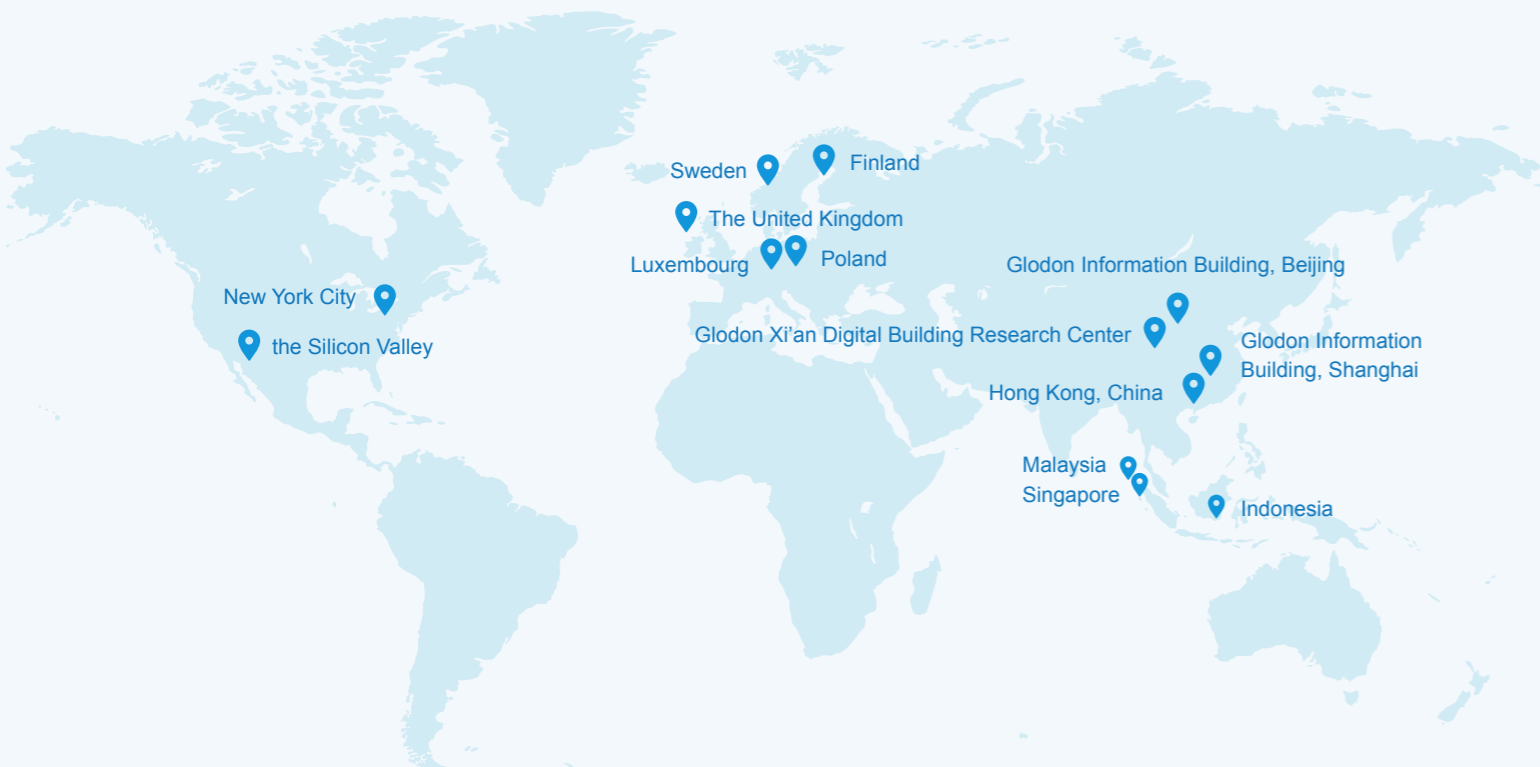 Sweden
Finland
The United Kingdom
Luxembourg
Poland
Glodon Information Building, Beijing
New York City
the Silicon Valley
Glodon Xi'an Digital Building Research Center
Glodon Information
Building, Shanghai
Hong Kong, China
Malaysia
Singapore
Indonesia